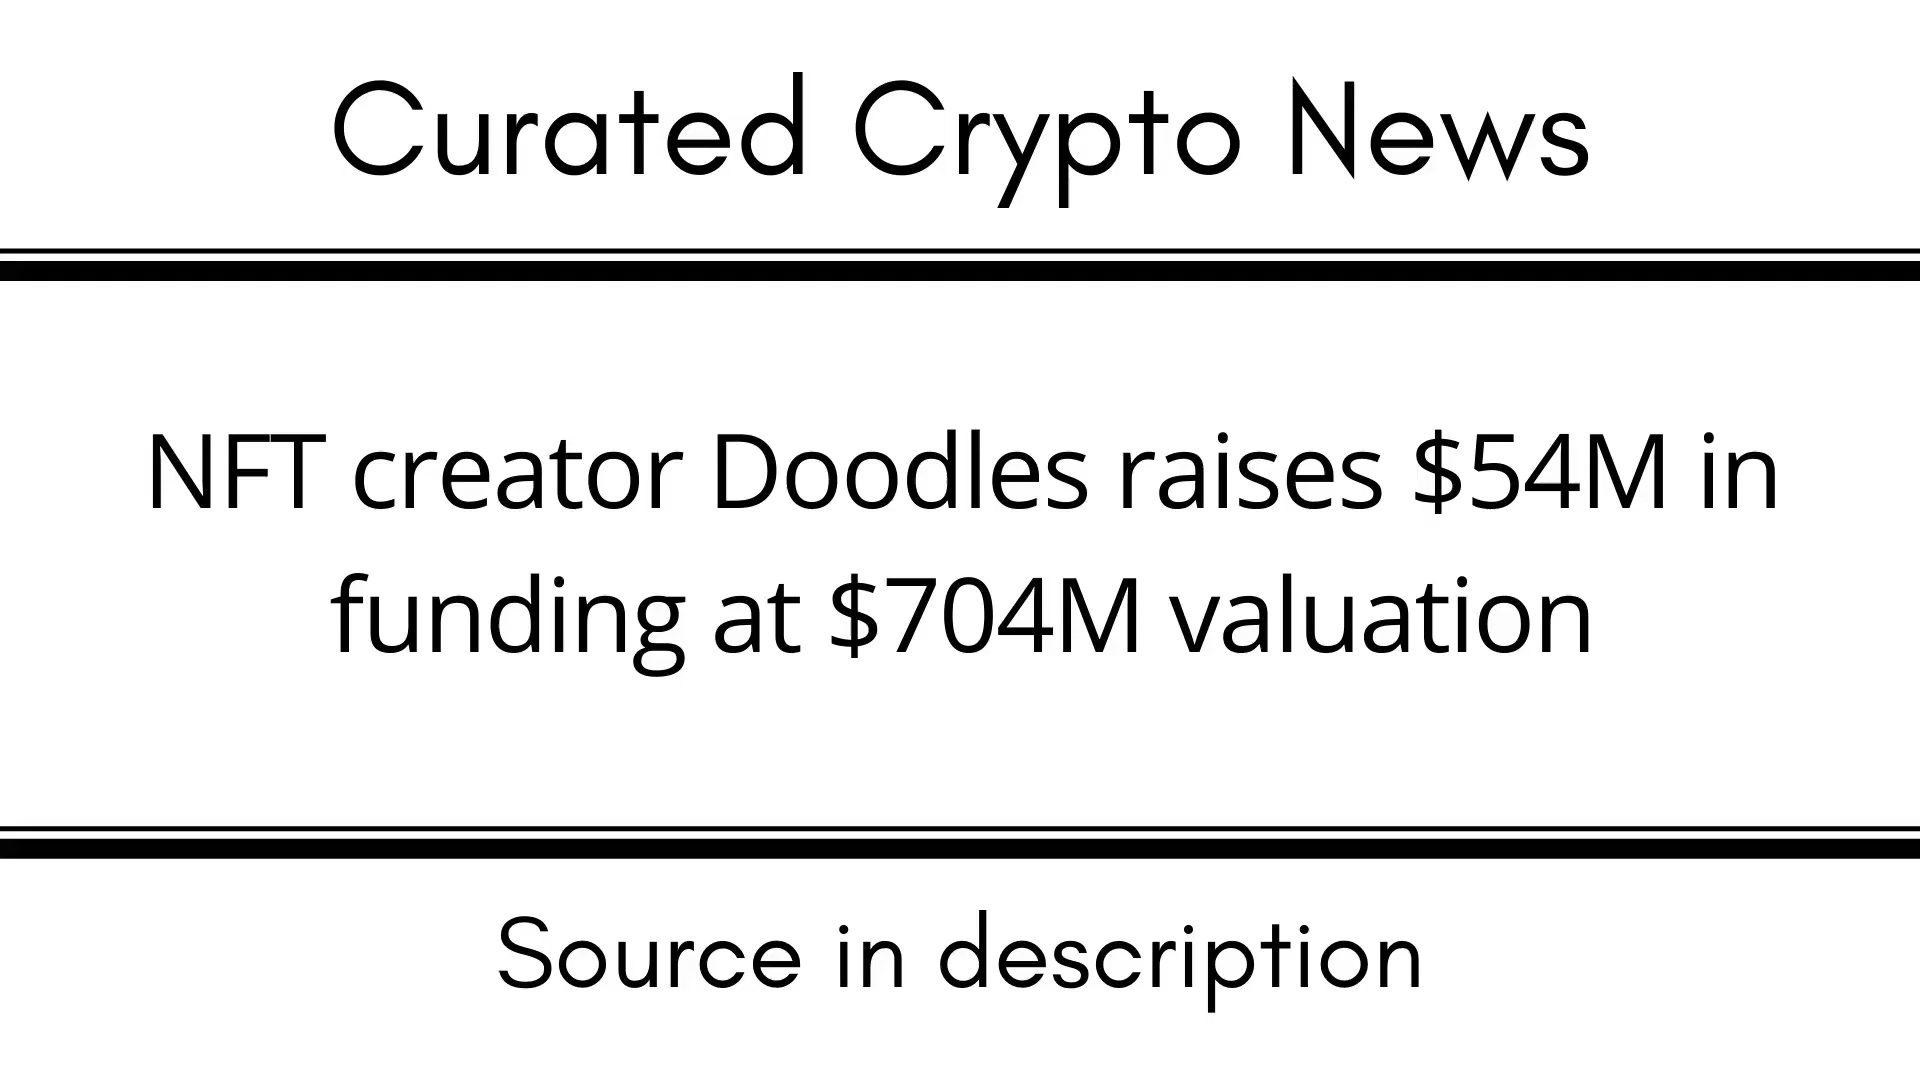 Curated Crypto News
NFT creator Doodles raises $54M in
funding at $704M valuation
Source in description